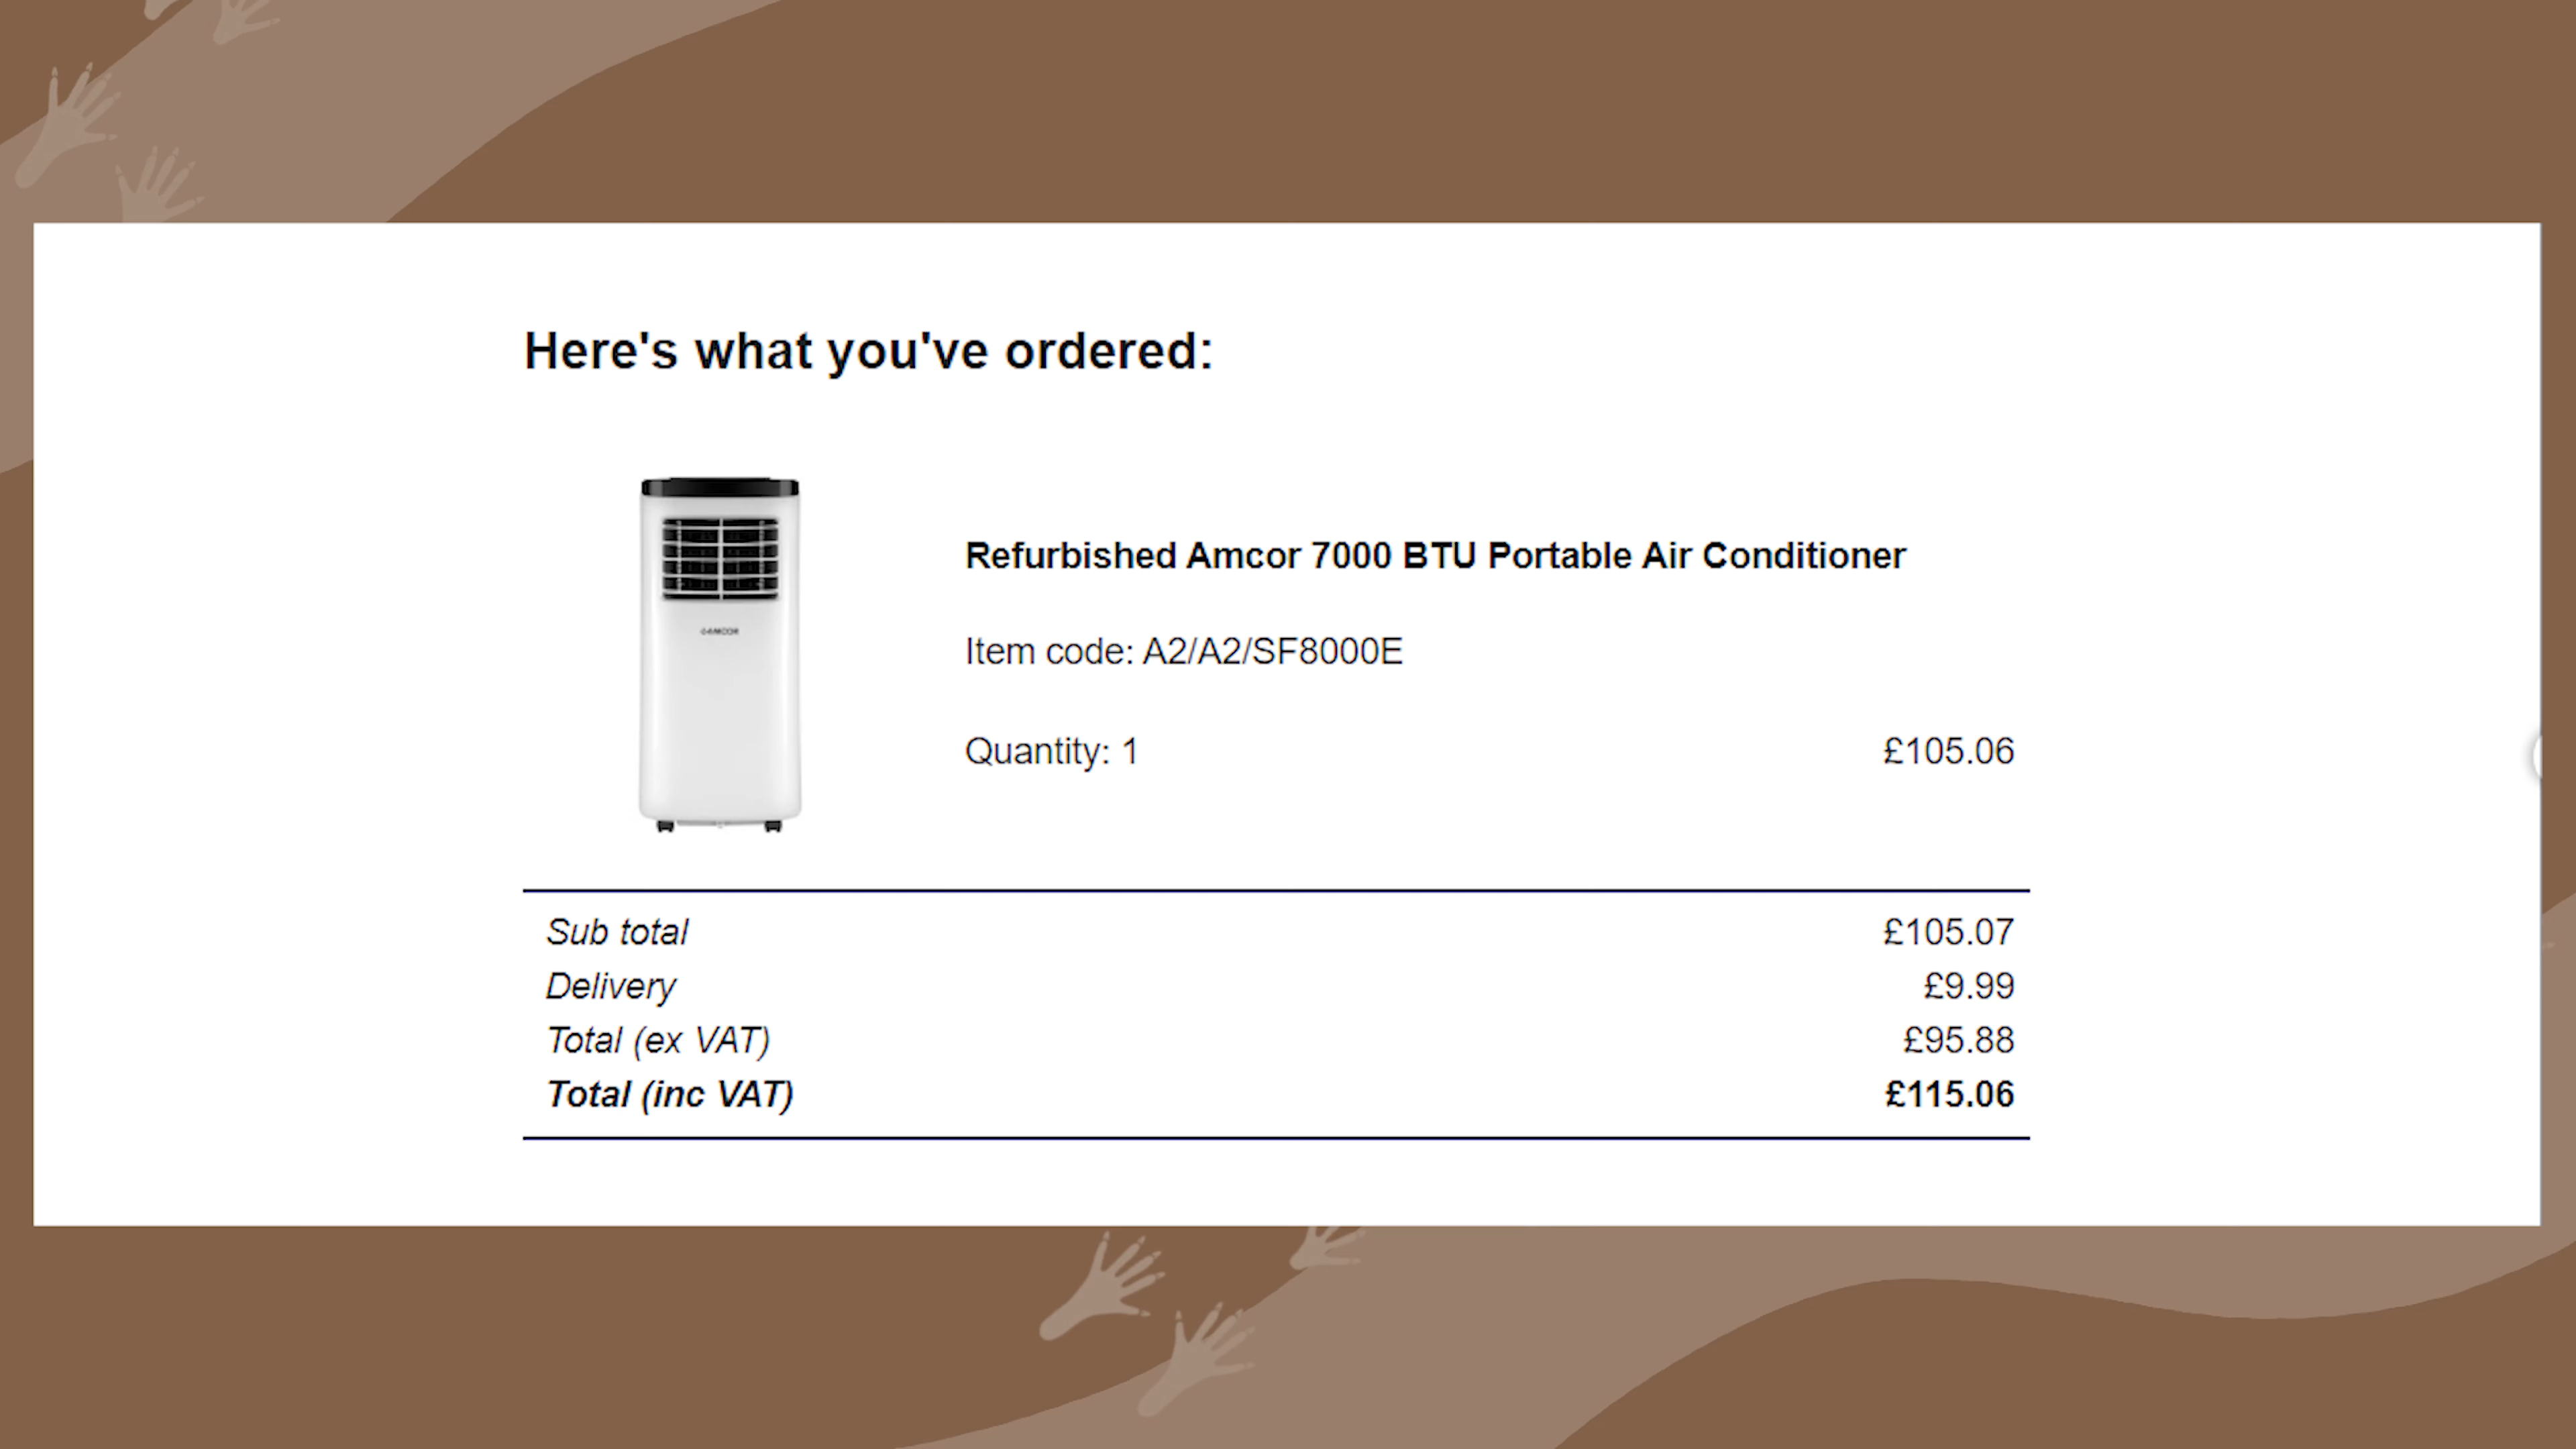 Here's what you've ordered:
AMCOR
Refurbished Amcor 7000 BTU Portable Air Conditioner
Item code: A2/A2/SF8000E
Quantity: 1 £105.06
Sub total £105.07
Delivery £9.99
Total (ex VAT) £95.88
Total (inc VAT) £115.06